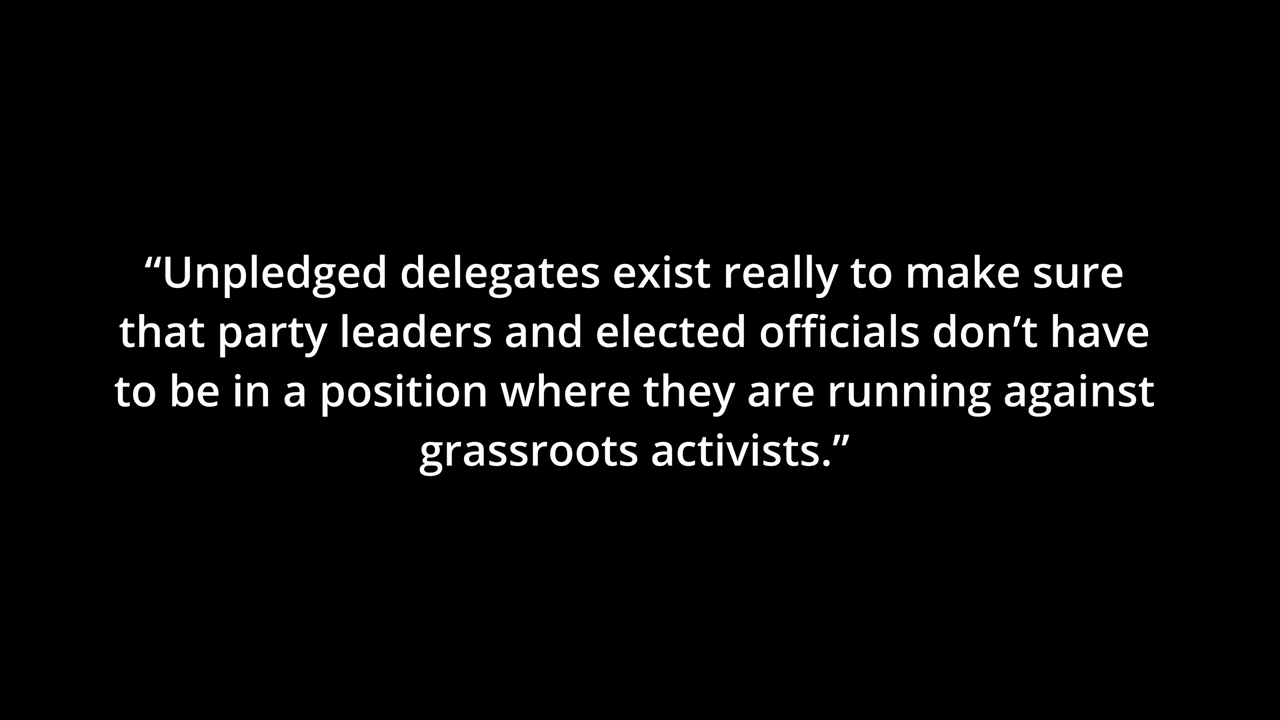 “Unpledged delegates exist really to make sure
that party leaders and elected officials don’t have
to be in a position where they are running against
grassroots activists.”